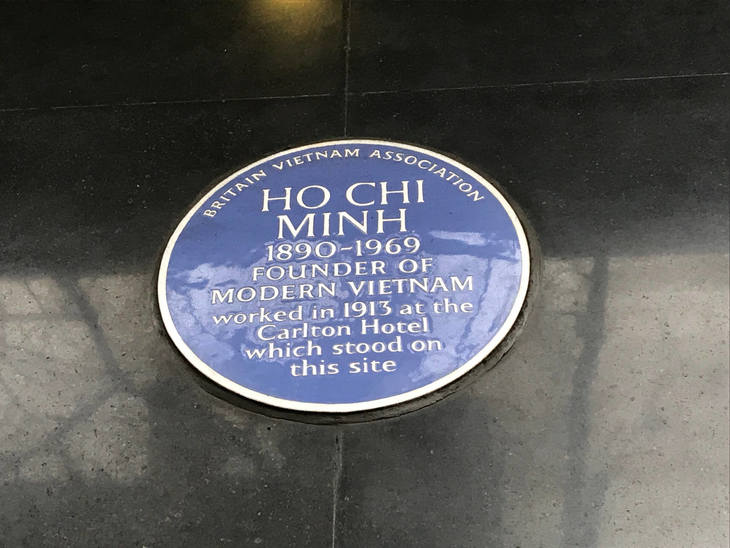 BRITAIN VIETNAM ASSOCIATION
HO CHI
MINH
1890-1969
FOUNDER OF
MODERN VIETNAM
worked in 1913 at the
Carlton Hotel
which stood on
this site